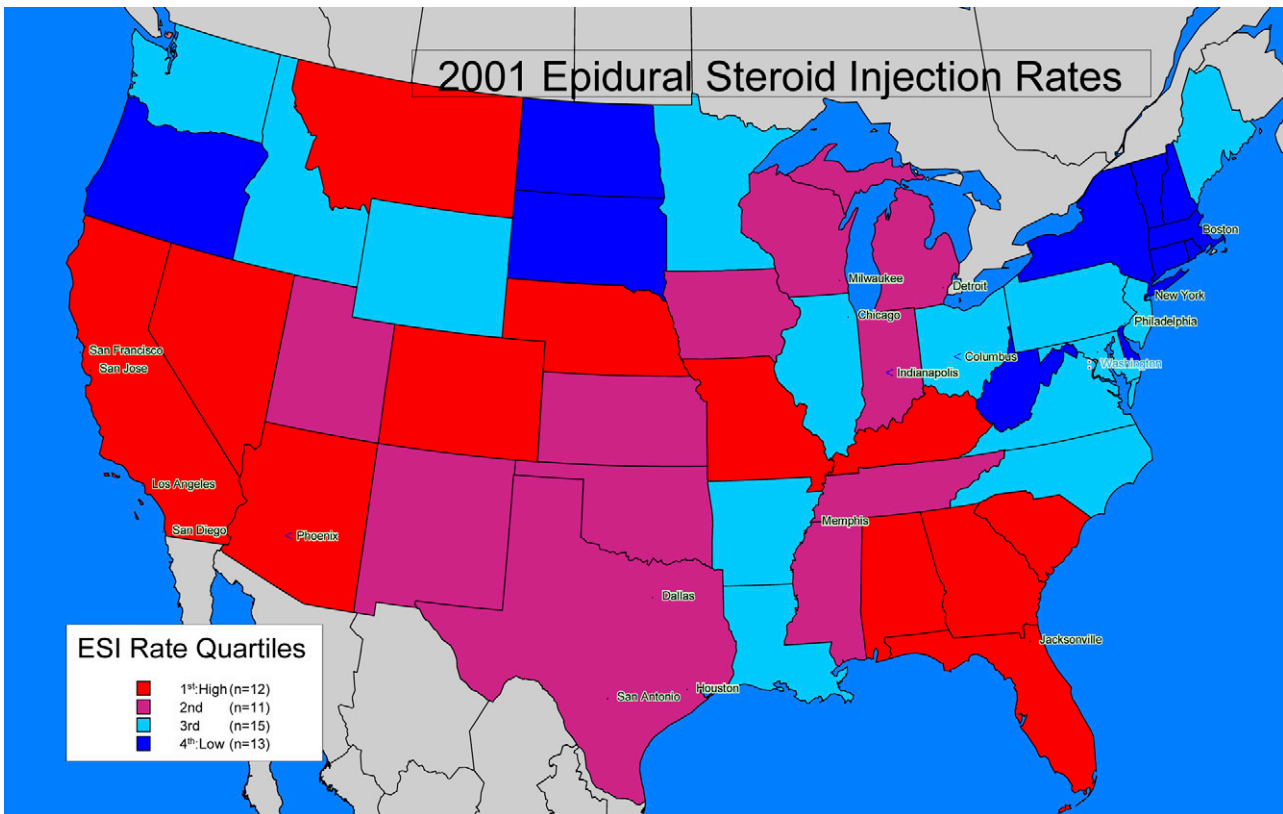 2001 Epidural Steroid Injection Rates
Boston
Milwaukee
Detroit
New York
Chicago
Philadelphia
San Francisco
Columbus
Washington
San Jose
< Indianapolis
Los Angeles
Memphis
San Diego
< Phoenix
Dallas
Jacksonville
ESI Rate Quartiles
San Antonio
Houston
1st:High (n=12)
2nd (n=11)
3rd (n=15)
4th:Low (n=13)